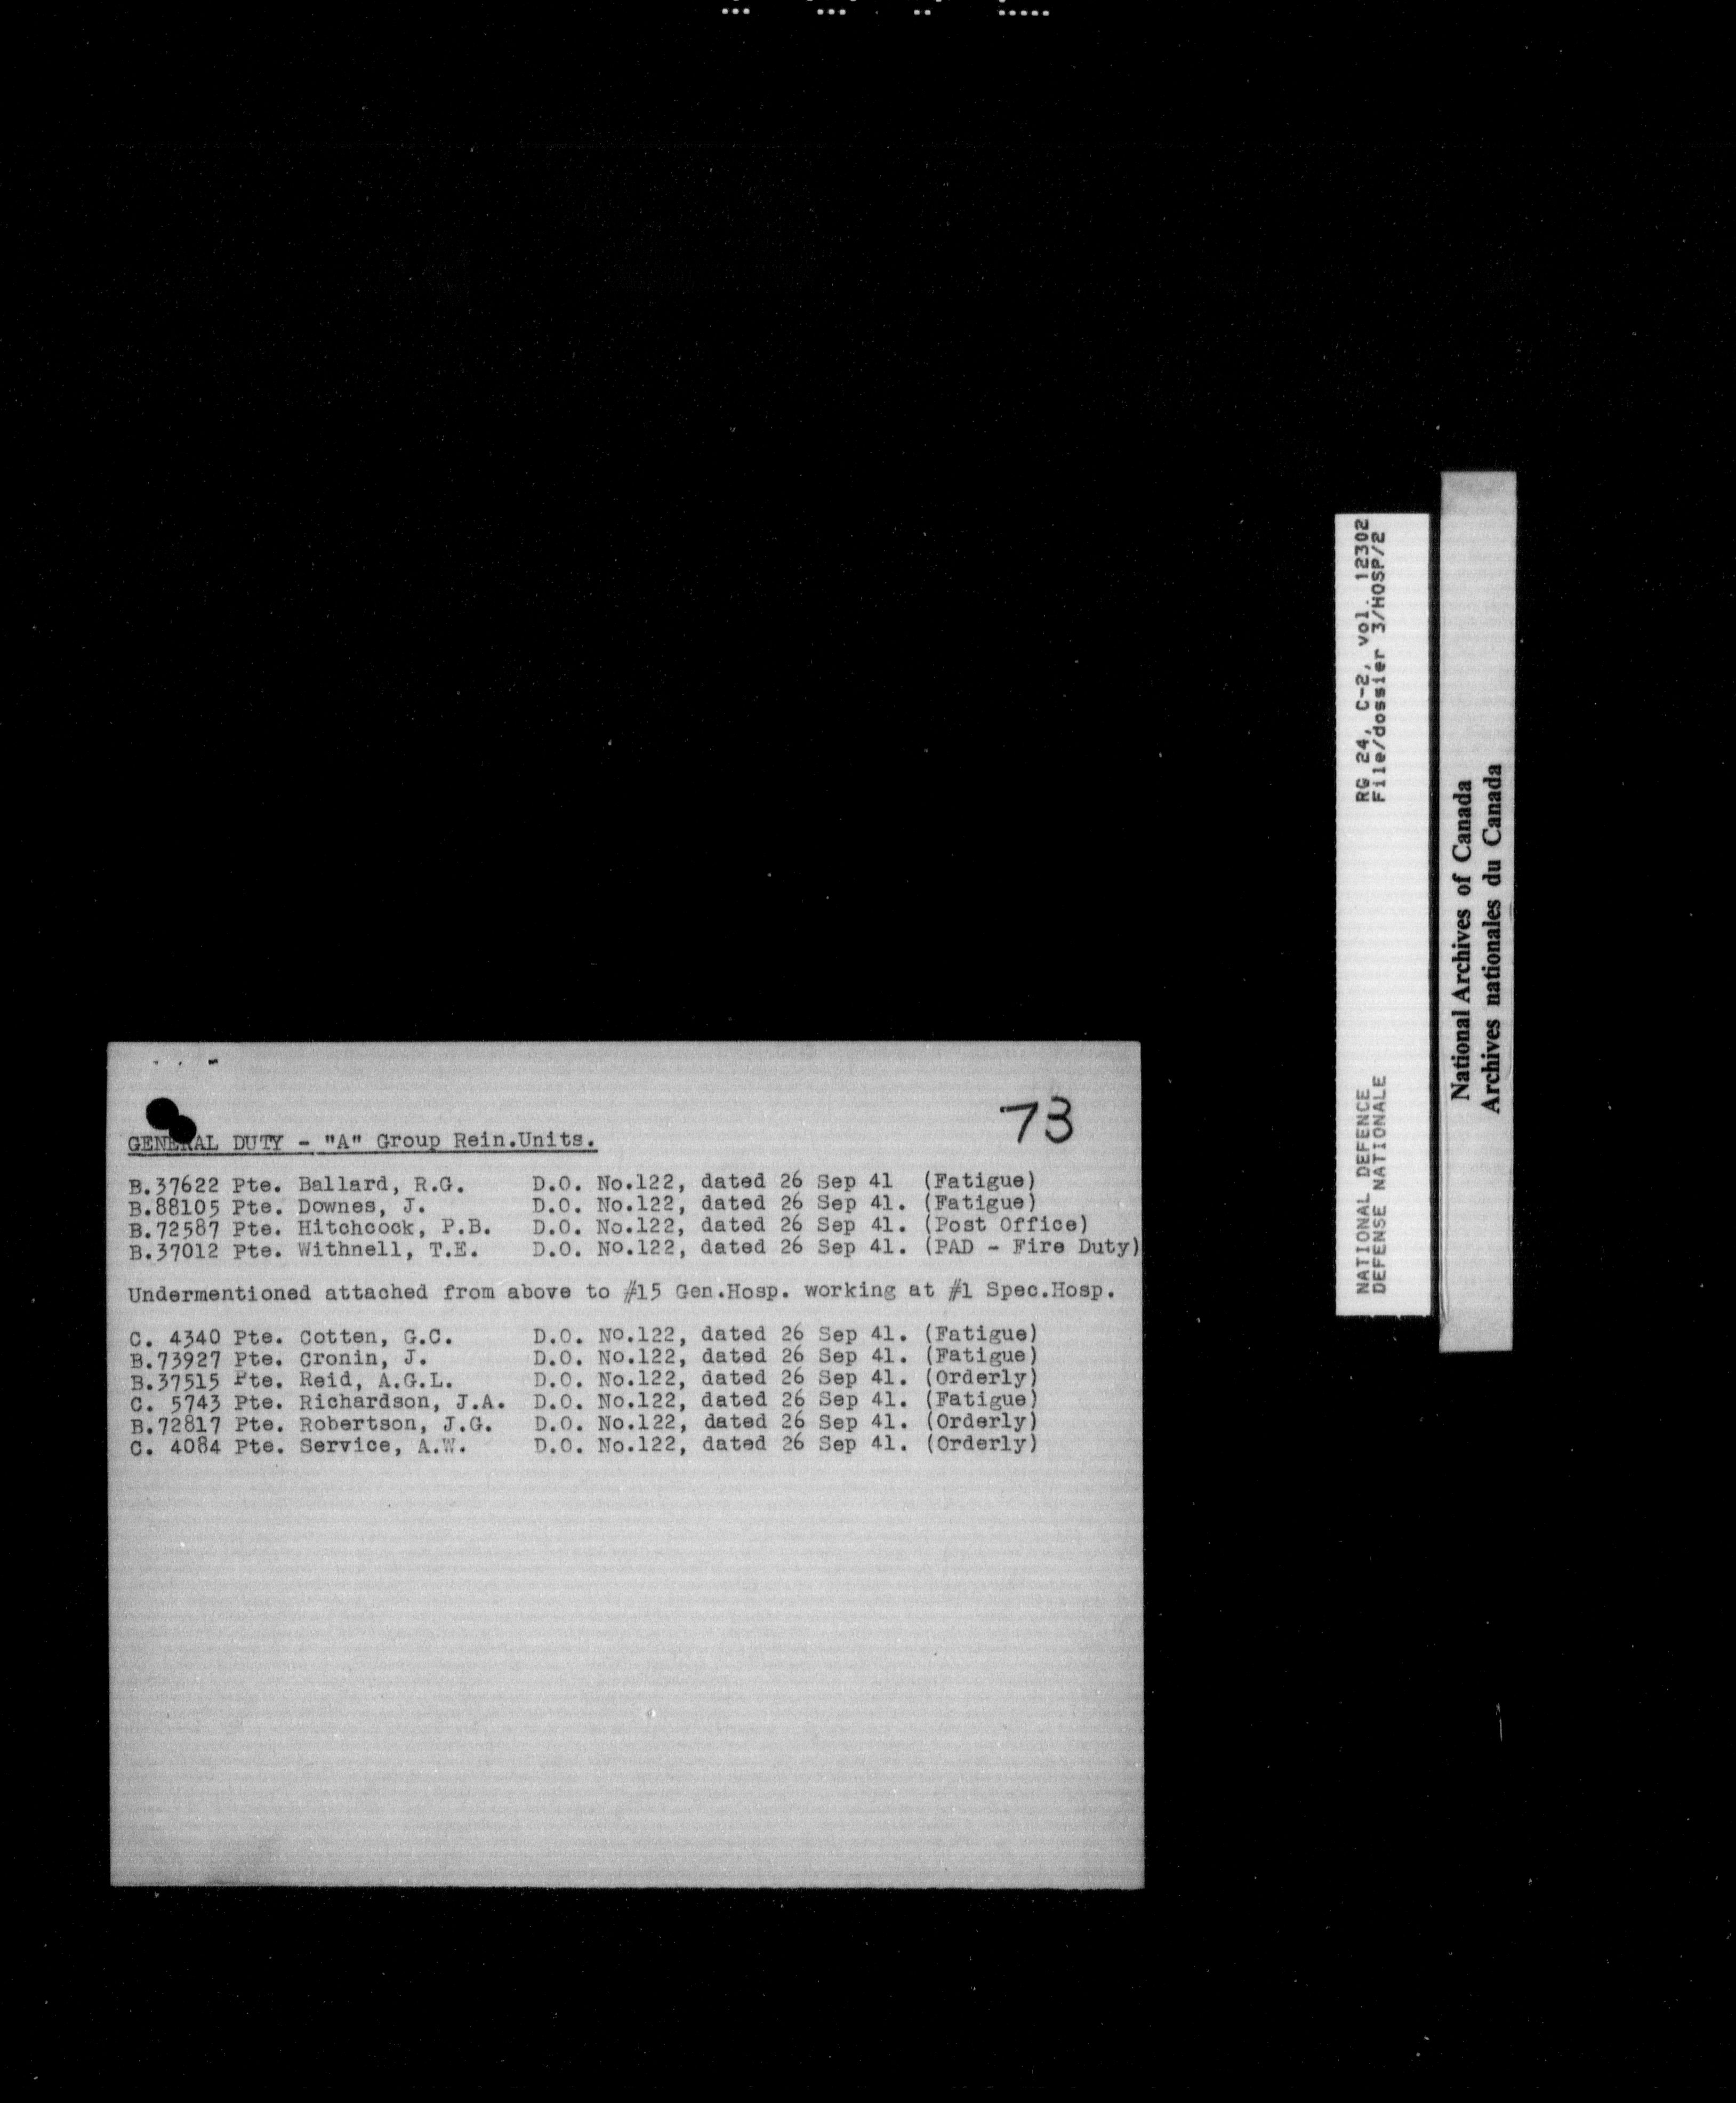 73
GENERAL DUTY - "A" Group Rein.Units.
B.37622 Pte. Ballard, R.G. D.O. No.122, dated 26 Sep 41 (Fatigue)
B.88105 Pte. Downes, J. D.O. No.122, dated 26 Sep 41. (Fatigue)
B.72587 Pte. Hitchcock, P.B. D.O. No.122, dated 26 Sep 41. (Post Office)
B.37012 Pte. Withnell, T.E. D.O. No.122, dated 26 Sep 41. (PAD - Fire Duty)
Undermentioned attached from above to #15 Gen.Hosp. working at #1 Spec.Hosp.
C. 4340 Pte. Cotten, G.C. D.O. No.122, dated 26 Sep 41. (Fatigue)
B.73927 Pte. Cronin, J. D.O. No.122, dated 26 Sep 41. (Fatigue)
B.37515 Pte. Reid, A.G.L. D.O. No.122, dated 26 Sep 41. (Orderly)
C. 5743 Pte. Richardson, J.A. D.O. No.122, dated 26 Sep 41. (Fatigue)
B.72817 Pte. Robertson, J.G. D.O. No.122, dated 26 Sep 41. (Orderly)
C. 4084 Pte. Service, A.W. D.O. No.122, dated 26 Sep 41. (Orderly)
NATIONAL DEFENCE RG 24, C-2, vol. 12302
DEFENSE NATIONALE File/dossier 3/HOSP/2
National Archives of Canada
Archives nationales du Canada